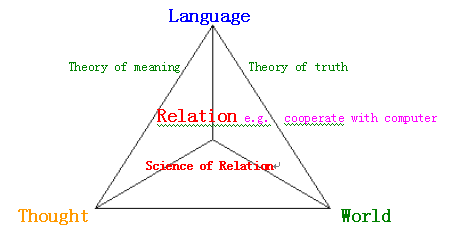 Language
Theory of meaning Theory of truth
Relation e.g. cooperate with computer
Science of Relation
Thought World